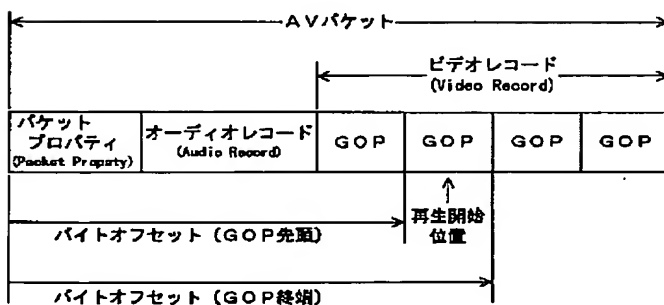 AVパケット
ビデオレコード
(Video Record)
パケット
プロパティ
(Packet Proparty)
オーディオレコード
(Audio Record)
GOP
GOP
GOP
GOP
バイトオフセット (GOP先頭)
再生開始
位置
バイトオフセット (GOP終端)